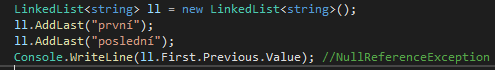 LinkedList<string> ll = new LinkedList<string>();
ll.AddLast("první");
ll.AddLast("poslední");
Console.WriteLine(ll.First.Previous.Value); //NullReferenceException